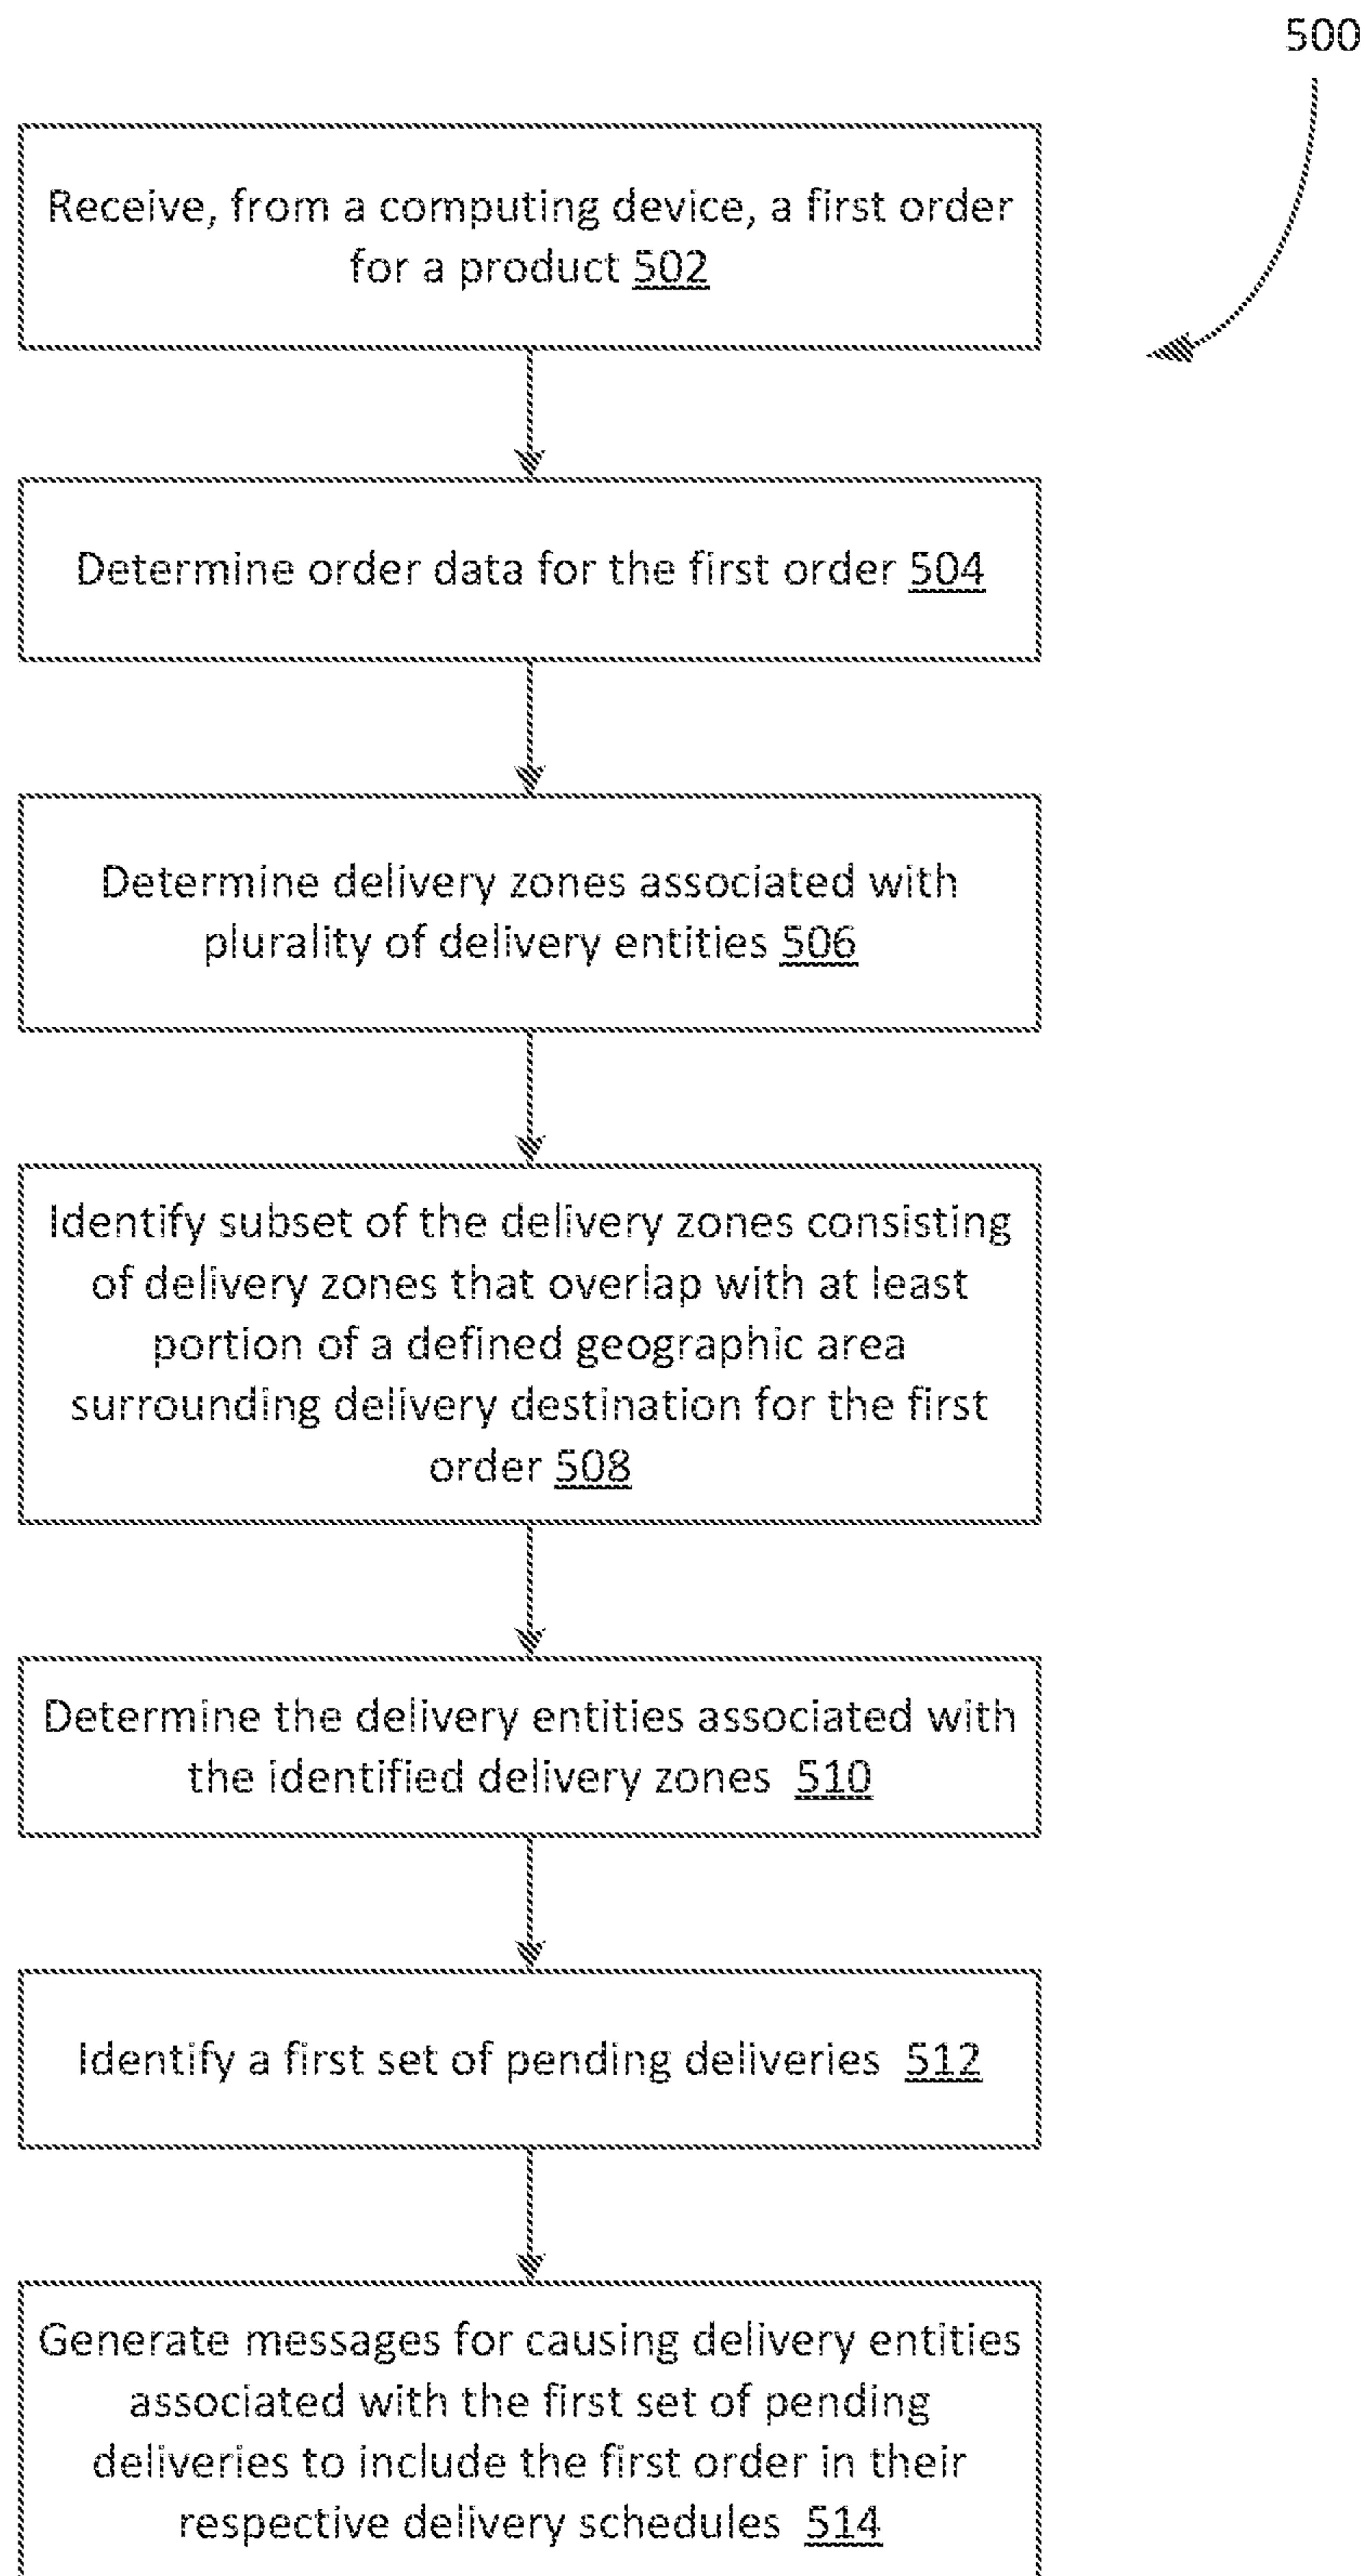 500
Receive, from a computing device, a first order
for a product 502
Determine order data for the first order 504
Determine delivery zones associated with
plurality of delivery entities 506
Identify subset of the delivery zones consisting
of delivery zones that overlap with at least
portion of a defined geographic area
surrounding delivery destination for the first
order 508
Determine the delivery entities associated with
the identified delivery zones 510
Identify a first set of pending deliveries 512
Generate messages for causing delivery entities
associated with the first set of pending
deliveries to include the first order in their
respective delivery schedules 514